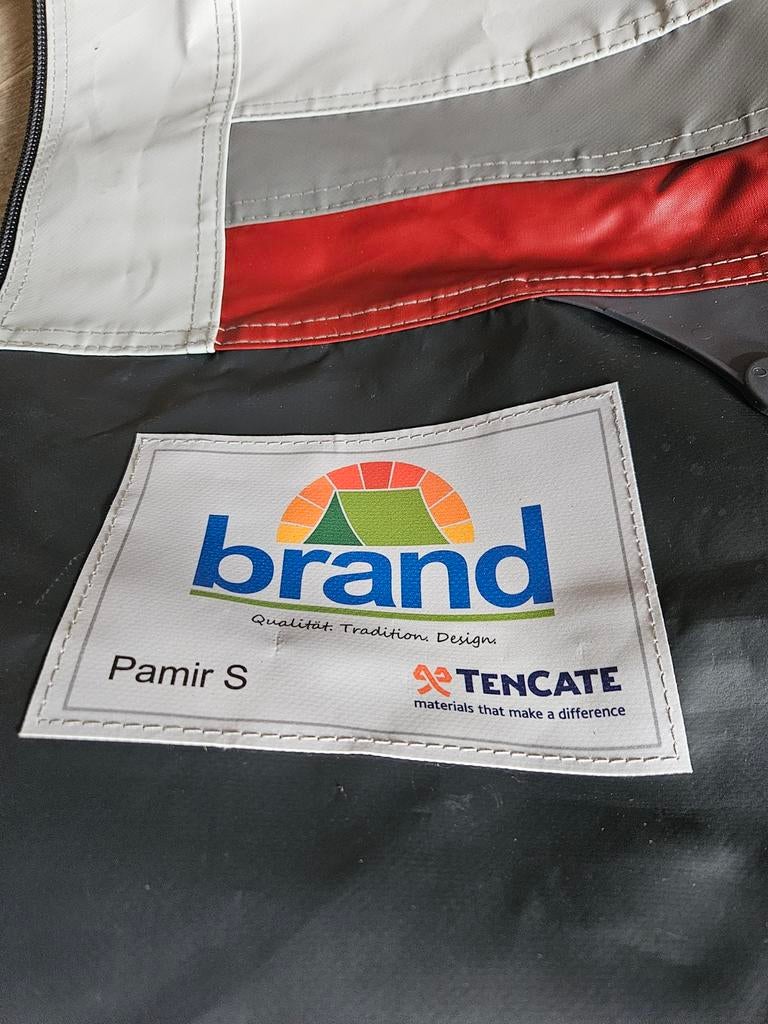 brand
Qualität. Tradition. Design.
Pamir S
TENCATE
materials that make a difference